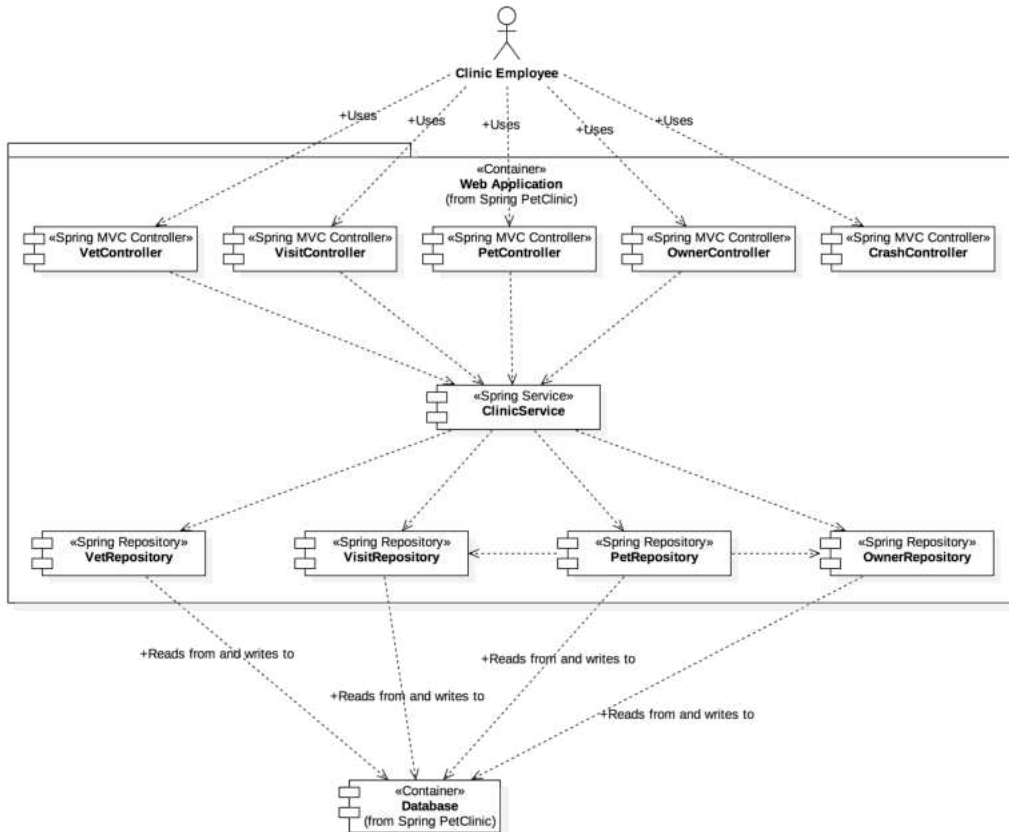 Clinic Employee
+Uses
+Uses
+Uses
+Uses
+Uses
«Container»
Web Application
(from Spring PetClinic)
«Spring MVC Controller»
VetController
«Spring MVC Controller»
VisitController
«Spring MVC Controller»
PetController
«Spring MVC Controller»
OwnerController
«Spring MVC Controller»
CrashController
«Spring Service»
ClinicService
«Spring Repository»
VetRepository
«Spring Repository»
VisitRepository
«Spring Repository»
PetRepository
«Spring Repository»
OwnerRepository
+Reads from and writes to
+Reads from and writes to
+Reads from and writes to
+Reads from and writes to
«Container»
Database
(from Spring PetClinic)